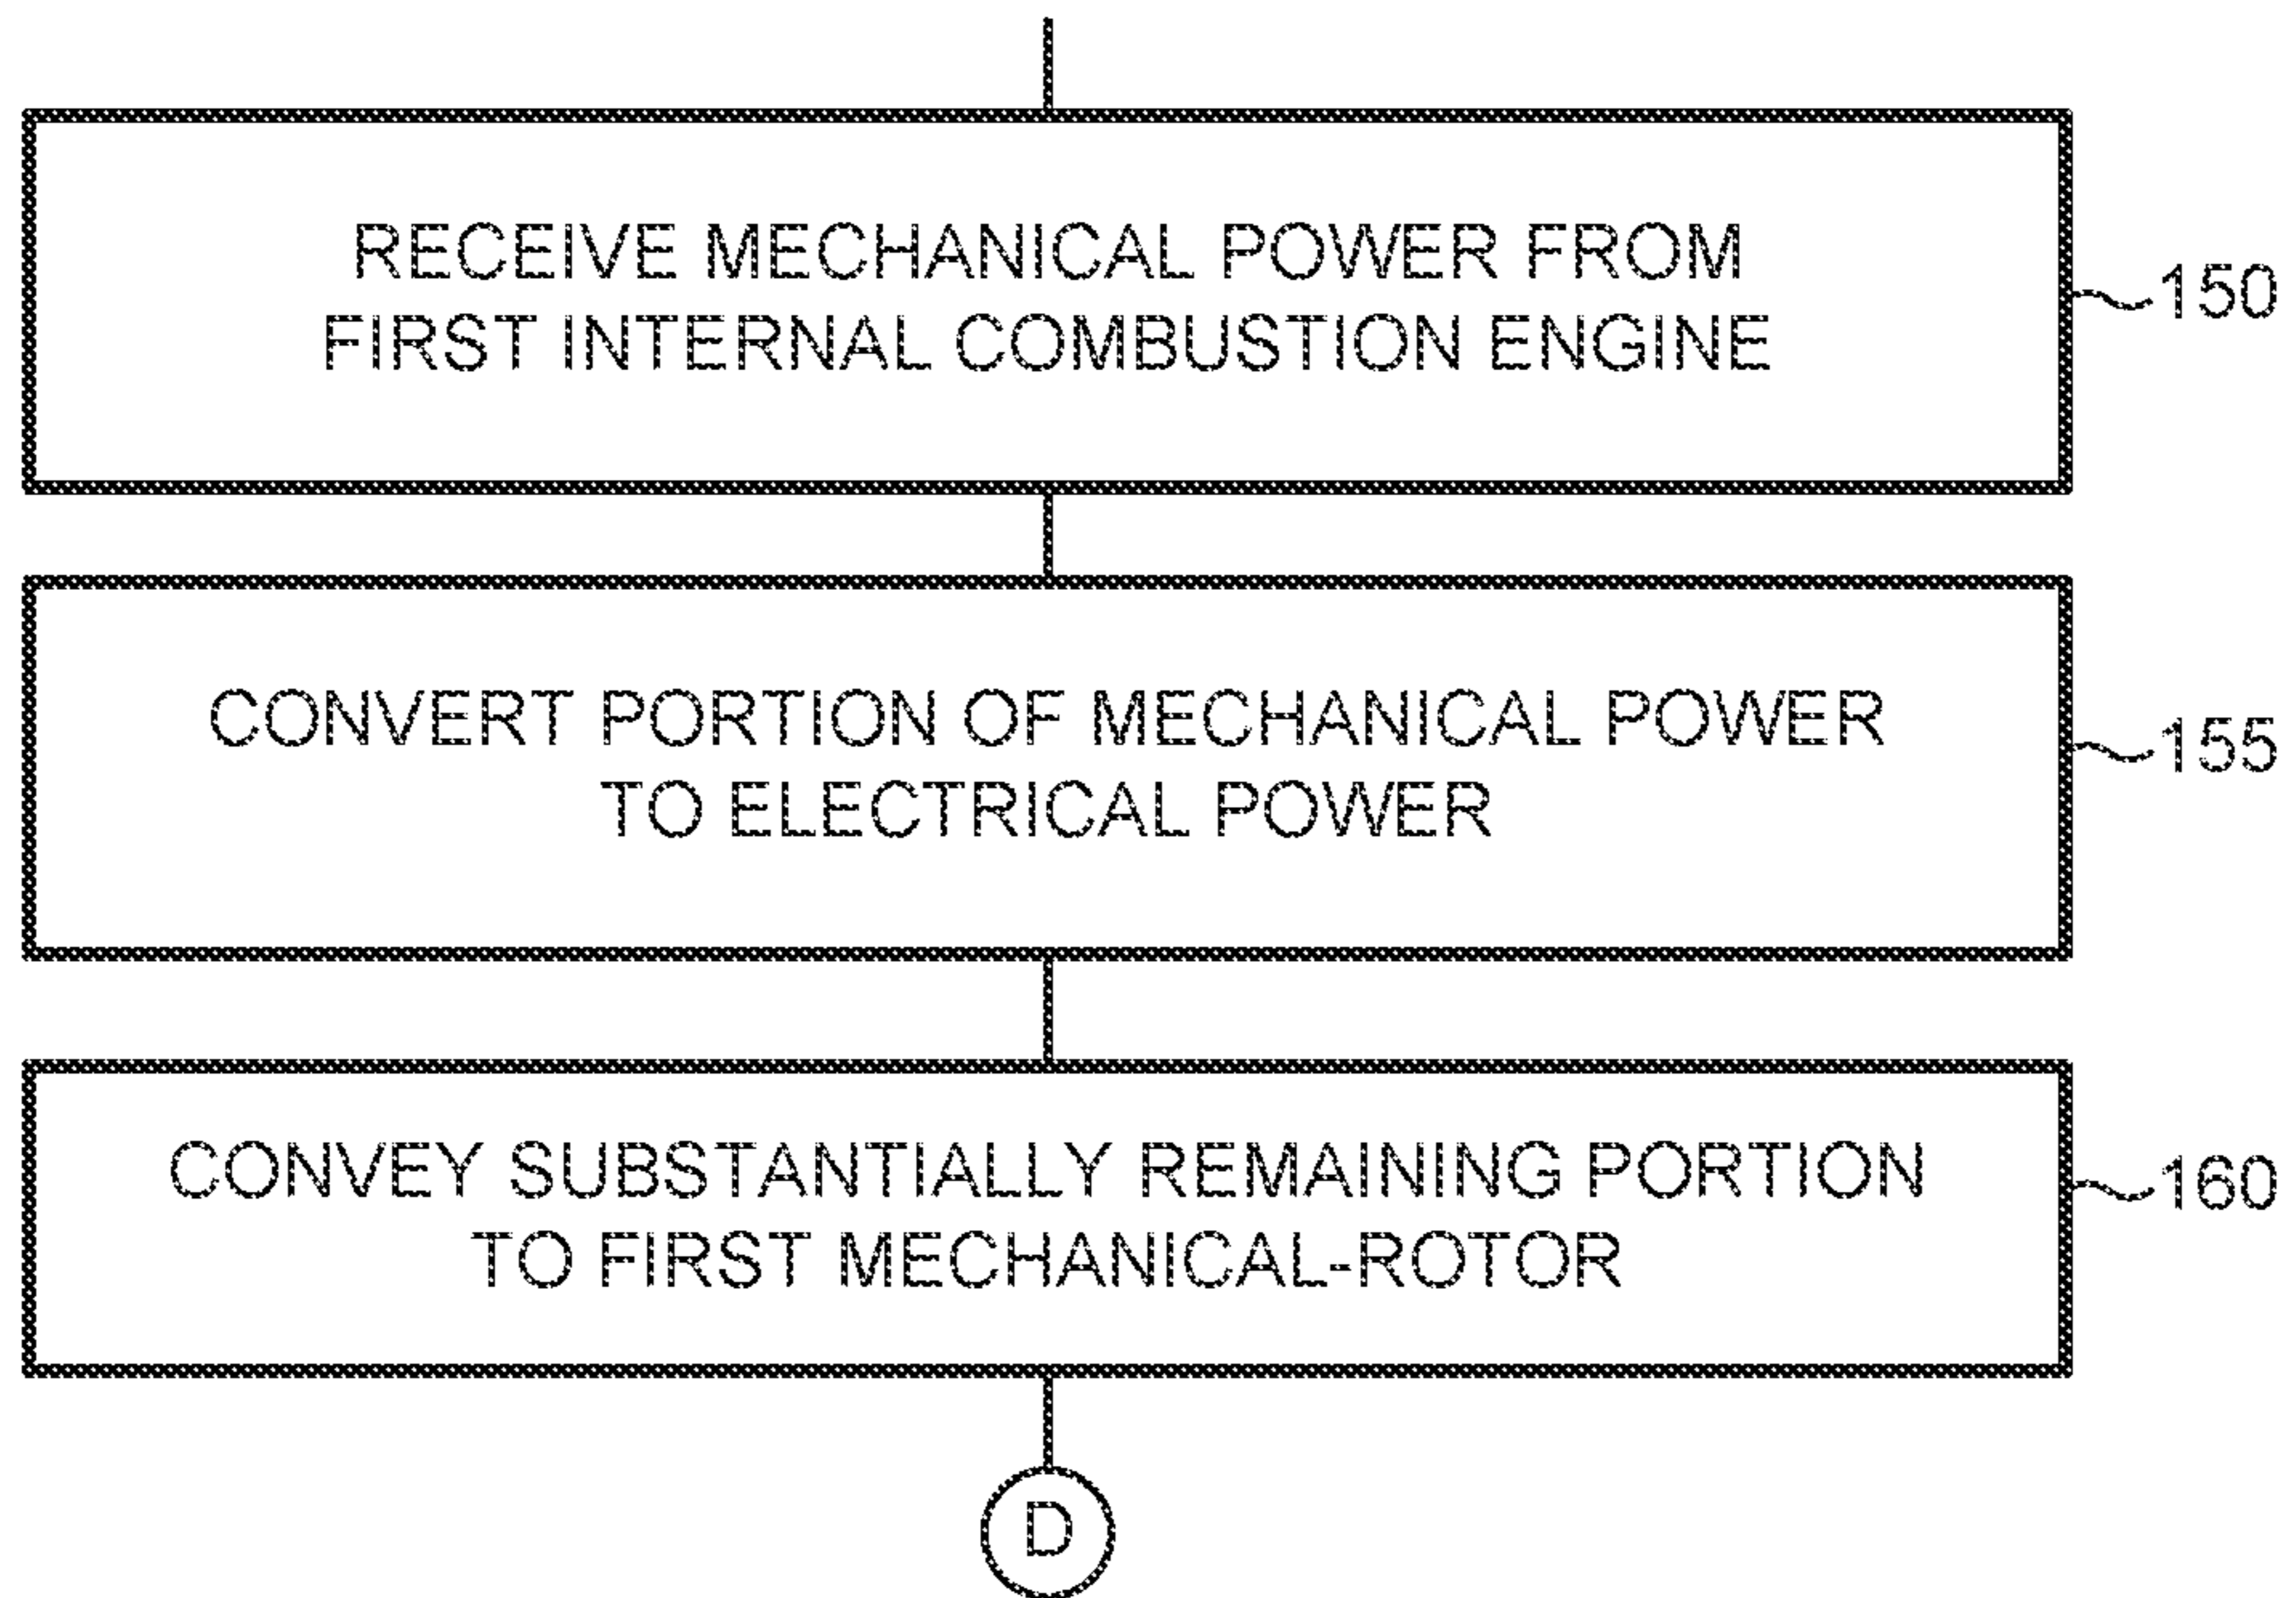 RECEIVE MECHANICAL POWER FROM
FIRST INTERNAL COMBUSTION ENGINE
150
CONVERT PORTION OF MECHANICAL POWER
TO ELECTRICAL POWER
155
CONVEY SUBSTANTIALLY REMAINING PORTION
TO FIRST MECHANICAL-ROTOR
160
D